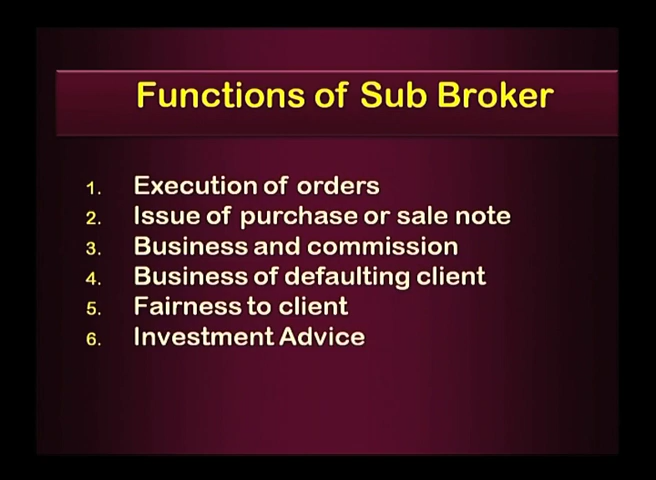 Functions of Sub Broker
1. Execution of orders
2. Issue of purchase or sale note
3. Business and commission
4. Business of defaulting client
5. Fairness to client
6. Investment Advice